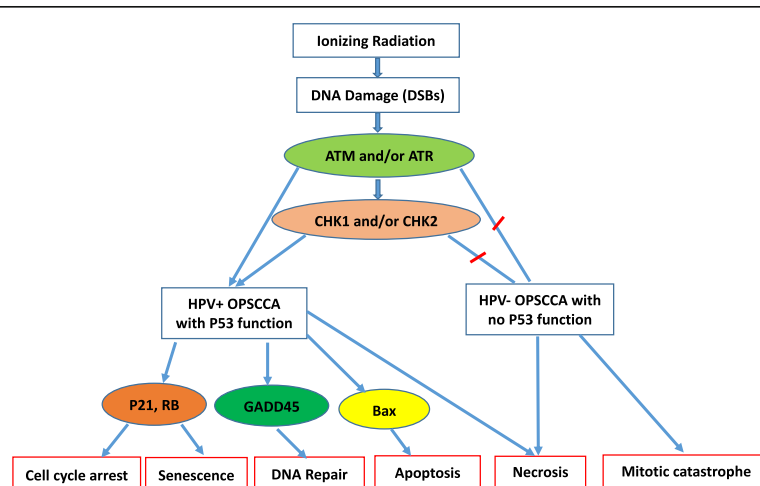 Ionizing Radiation
DNA Damage (DSBs)
ATM and/or ATR
CHK1 and/or CHK2
HPV+ OPSCCA
with P53 function)
HPV- OPSCCA with
no P53 function)
P21, RB
GADD45
Bax
Cell cycle arrest
Senescence
DNA Repair
Apoptosis
Necrosis
Mitotic catastrophe